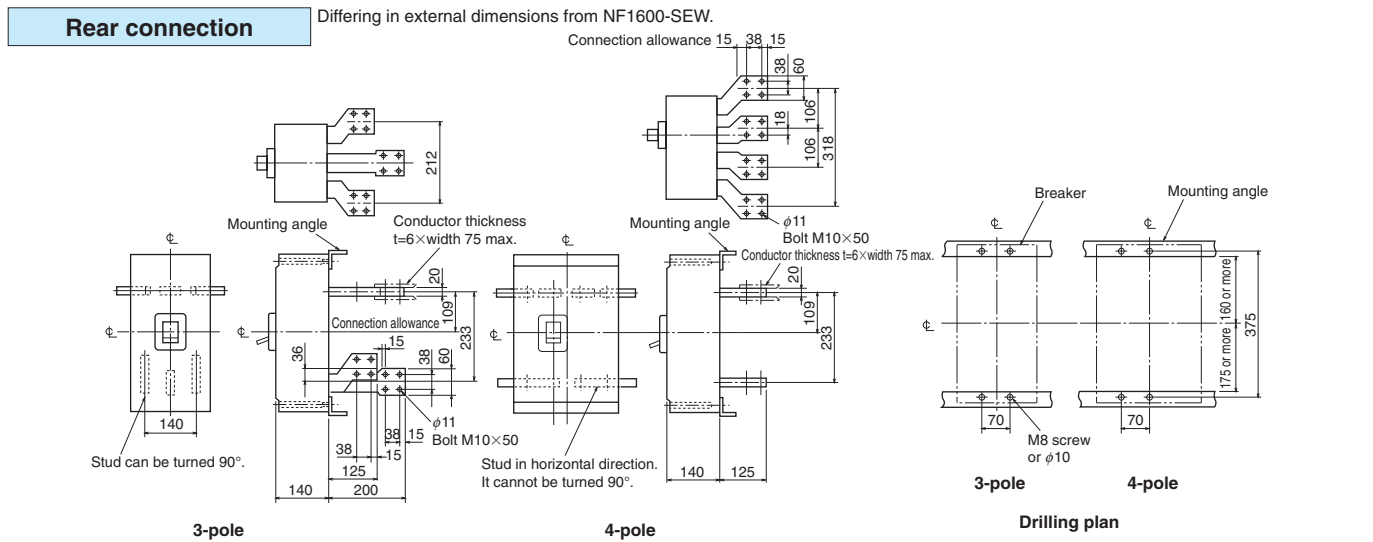 Rear connection
Differing in external dimensions from NF1600-SEW.
Connection allowance 15 38 15
38
60
106
18
106
318
212
Mounting angle
Conductor thickness
t=6×width 75 max.
℄
℄
140
Stud can be turned 90°.
℄
20
109
233
Connection allowance
15
36
38
60
ϕ11
Bolt M10×50
38
15
38
15
125
140
200
3-pole
ϕ11
Bolt M10×50
Mounting angle
Conductor thickness t=6×width 75 max.
℄
℄
20
109
233
Stud in horizontal direction.
It cannot be turned 90°.
140
125
4-pole
Breaker
Mounting angle
℄
℄
℄
160 or more
175 or more
375
70
70
M8 screw
or ϕ10
3-pole
4-pole
Drilling plan